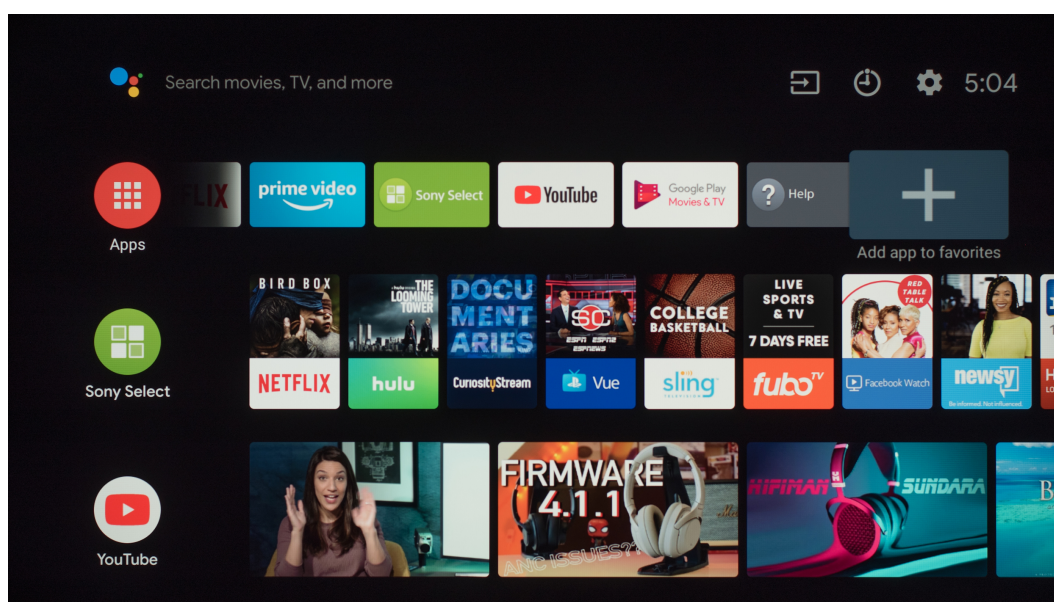 Search movies, TV, and more
5:04
FLIX
prime video
Sony Select
YouTube
Google Play
Movies & TV
? Help
Add app to favorites
Apps
BIRD BOX
NETFLIX
THE
LOOMING
TOWER
hulu
DOCU
MENT
ARIES
CURIOSITYSTREAM
SC
ESPN ESPN2
ESPNEWS
Vue
COLLEGE
BASKETBALL
sling
TELEVISION
LIVE
SPORTS
& TV
7 DAYS FREE
fuboTV
RED
TABLE
TALK
Facebook Watch
newsy
Be informed. Not influenced.
Sony Select
FIRMWARE
4.1.1
ANC ISSUES??
HIFIMAN
SUNDARA
B
YouTube